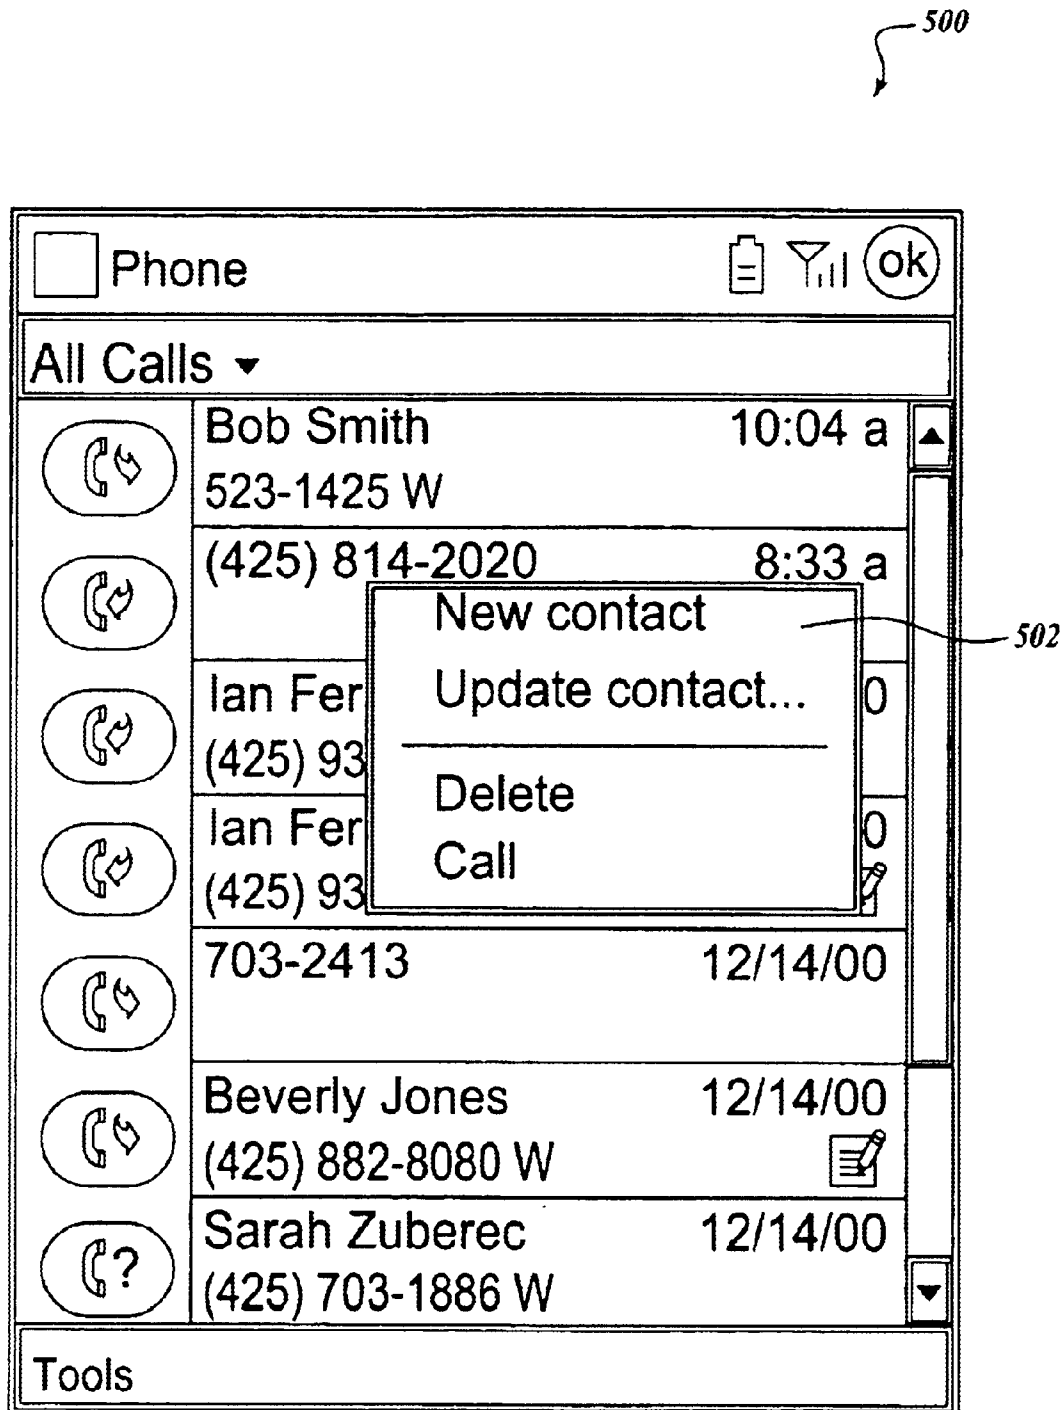 500
Phone ok
All Calls
Bob Smith 10:04 a
523-1425 W
(425) 814-2020 8:33 a
New contact
502
Ian Fer Update contact... 0
(425) 93
Delete
Ian Fer 0
Call
(425) 93
703-2413 12/14/00
Beverly Jones 12/14/00
(425) 882-8080 W
Sarah Zuberec 12/14/00
?
(425) 703-1886 W
Tools